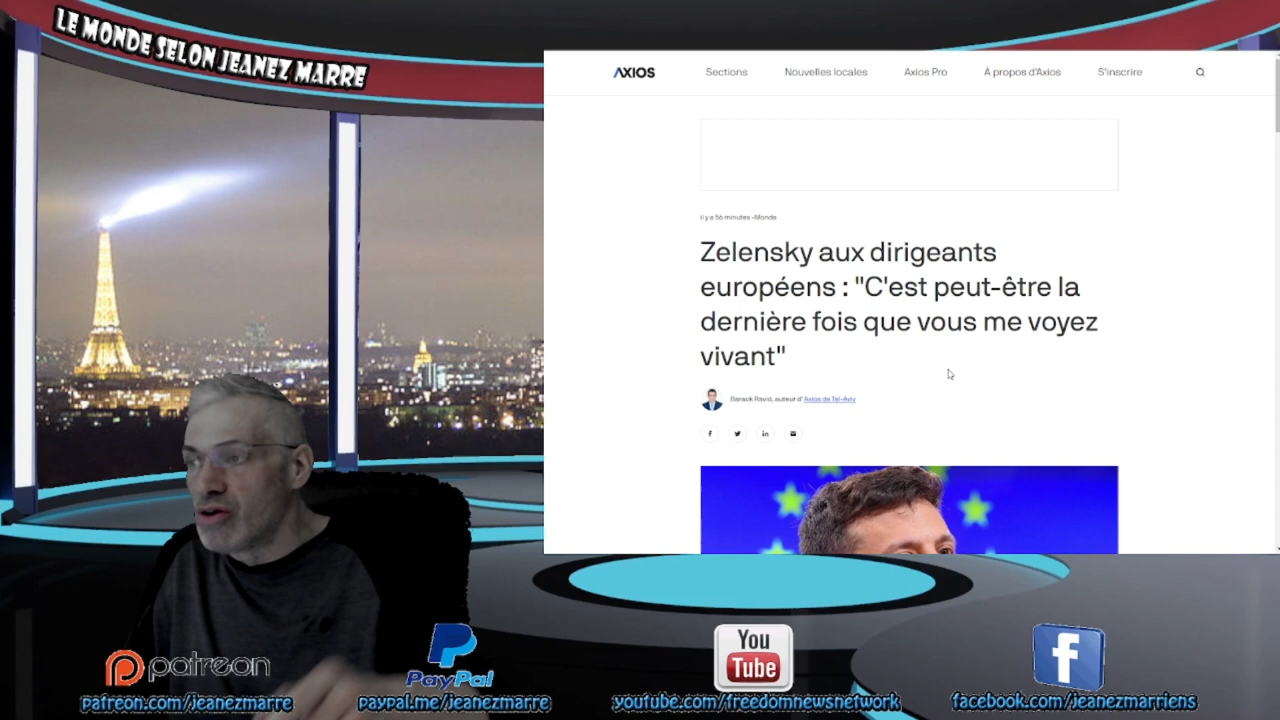 LE MONDE SELON JEANEZ MARRE
AXIOS
Sections
Nouvelles locales
Axios Pro
À propos d'Axios
S'inscrire
il y a 56 minutes -Monde
Zelensky aux dirigeants
européens : "C'est peut-être la
dernière fois que vous me voyez
vivant"
Barack Ravid, auteur d' Axios de Tel-Aviv
patreon
PayPal
You
Tube
patreon.com/jeanezmarre
paypal.me/jeanezmarre
youtube.com/freedomnewsnetwork
facebook.com/jeanezmarriens